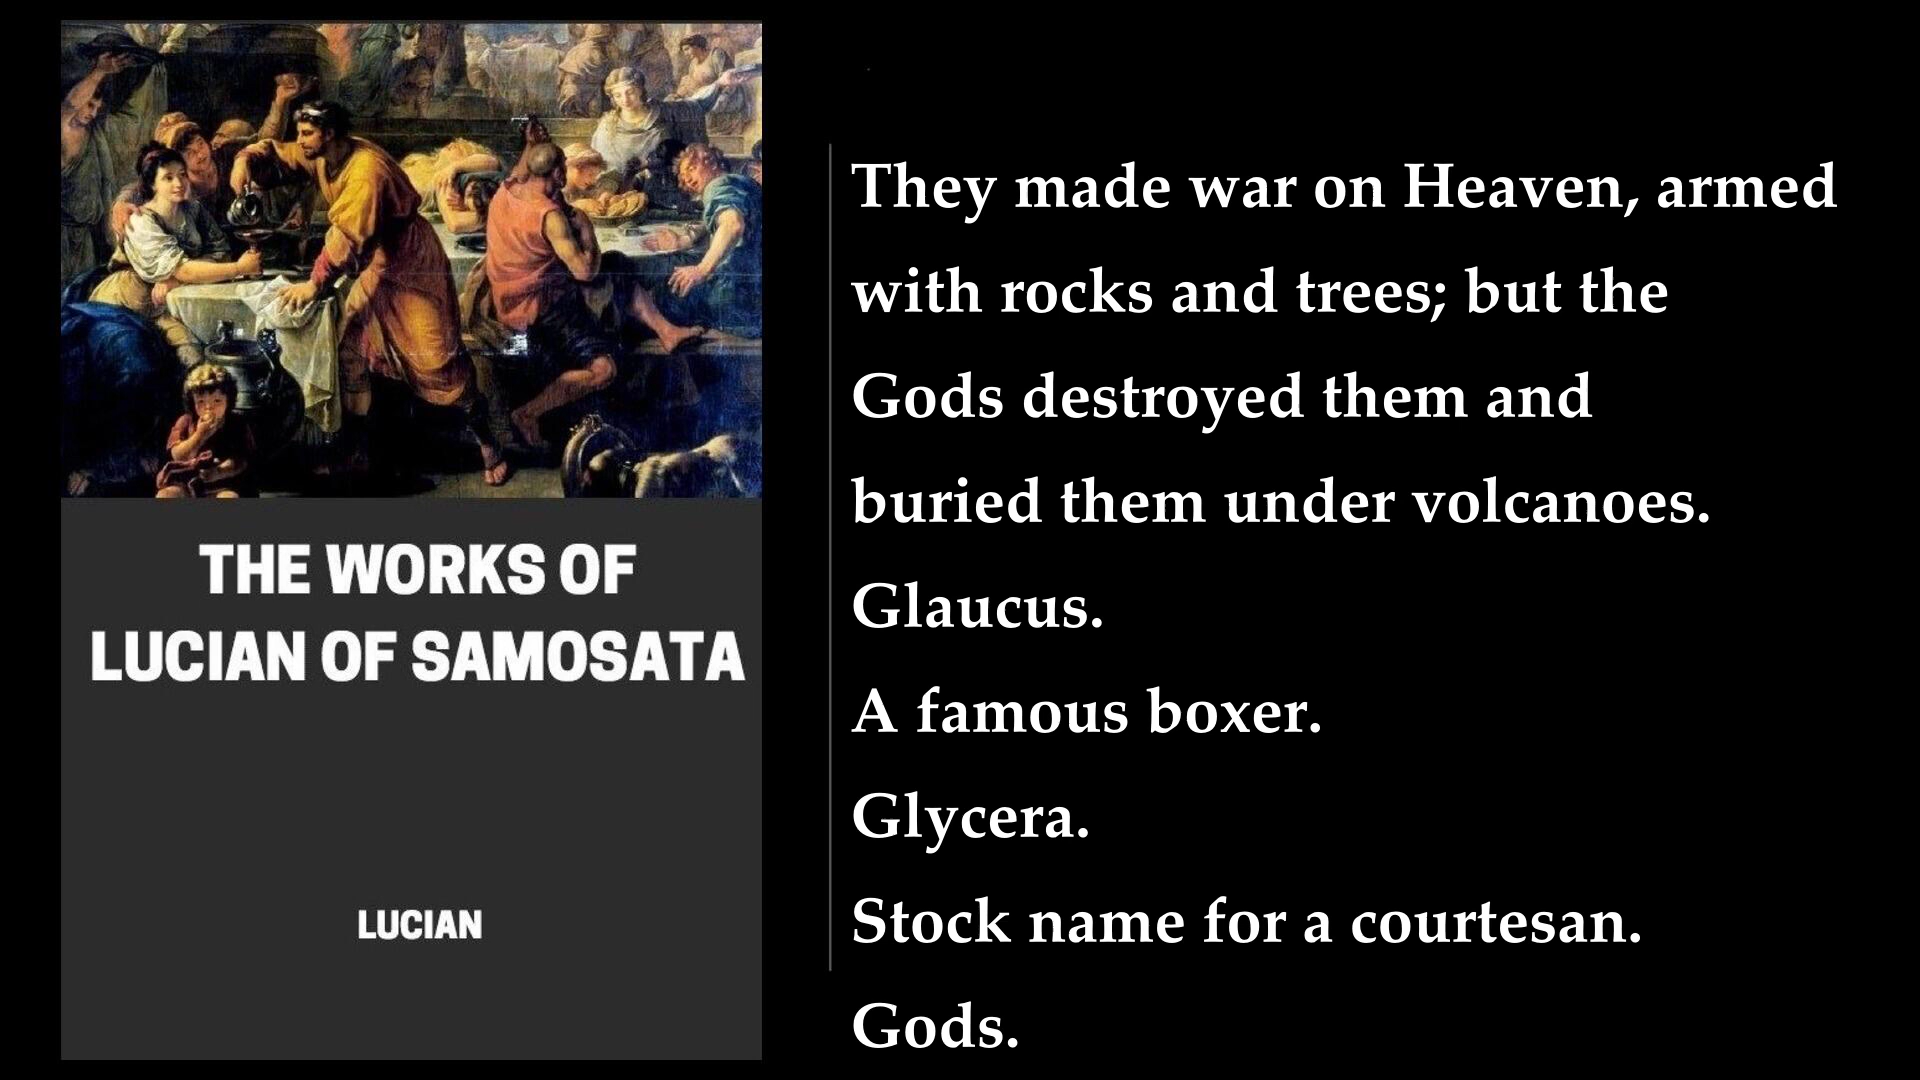 THE WORKS OF
LUCIAN OF SAMOSATA
LUCIAN
They made war on Heaven, armed
with rocks and trees; but the
Gods destroyed them and
buried them under volcanoes.
Glaucus.
A famous boxer.
Glycera.
Stock name for a courtesan.
Gods.